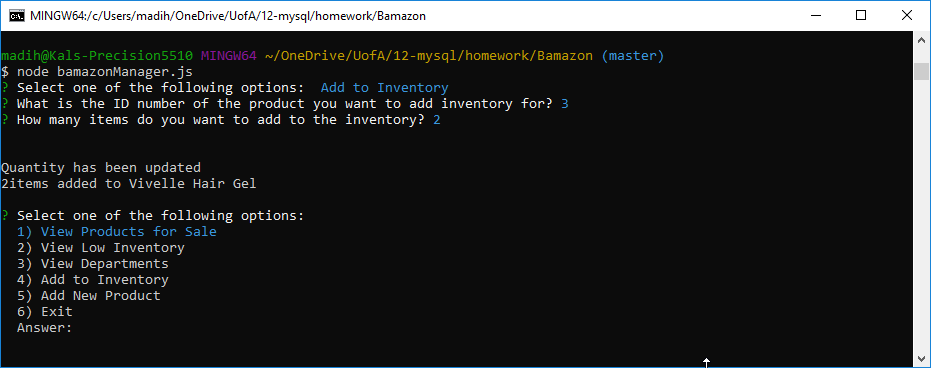 MINGW64:/c/Users/madih/OneDrive/UofA/12-mysql/homework/Bamazon
madih@Kals-Precision5510 MINGW64 ~/OneDrive/UofA/12-mysql/homework/Bamazon (master)
$ node bamazonManager.js
? Select one of the following options:  Add to Inventory
? What is the ID number of the product you want to add inventory for? 3
? How many items do you want to add to the inventory? 2
Quantity has been updated
2items added to Vivelle Hair Gel
? Select one of the following options:
1) View Products for Sale
2) View Low Inventory
3) View Departments
4) Add to Inventory
5) Add New Product
6) Exit
Answer: